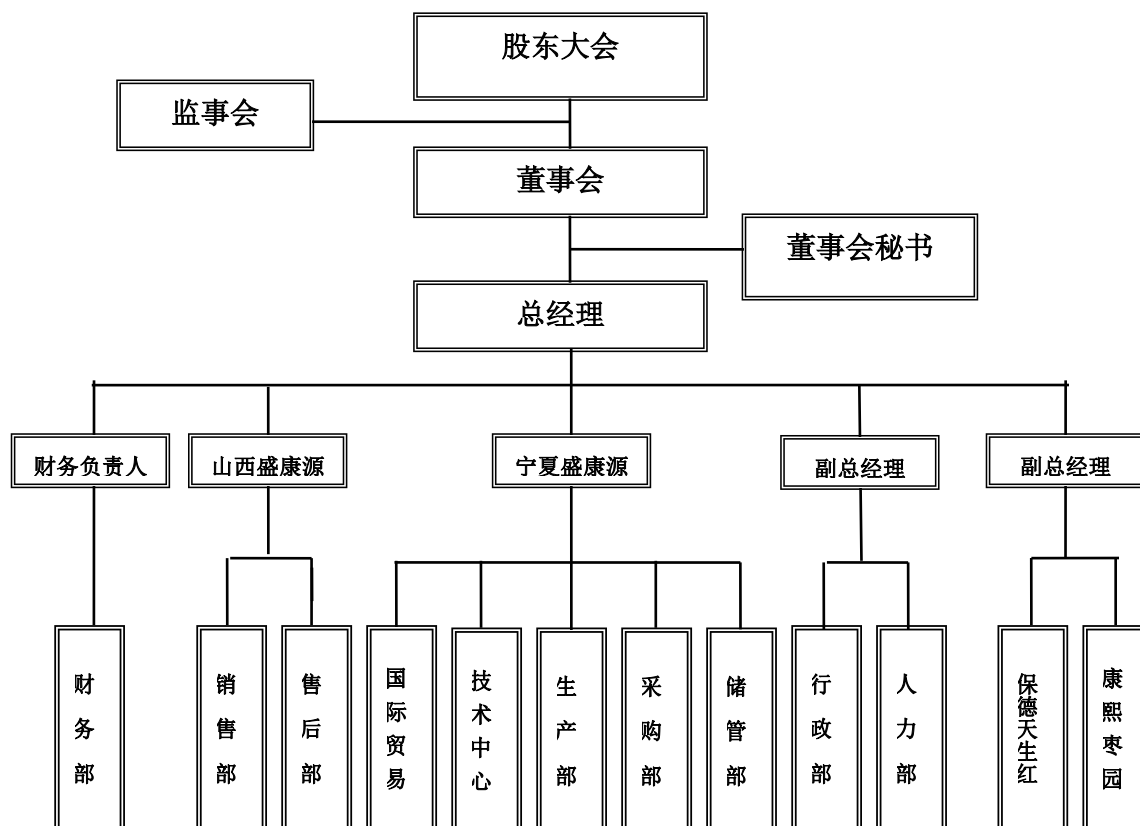 股东大会
监事会
董事会
董事会秘书
总经理
财务负责人
山西盛康源
宁夏盛康源
副总经理
副总经理
财务部
销售部
售后部
国际贸易
技术中心
生产部
采购部
储管部
行政部
人力部
保德天生红
康熙枣园